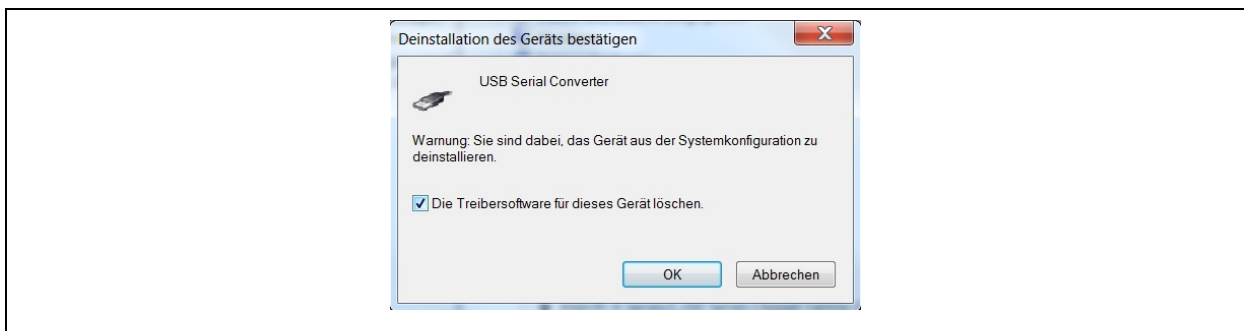 Deinstallation des Geräts bestätigen
USB Serial Converter
Warnung: Sie sind dabei, das Gerät aus der Systemkonfiguration zu
deinstallieren.
Die Treibersoftware für dieses Gerät löschen.
OK Abbrechen